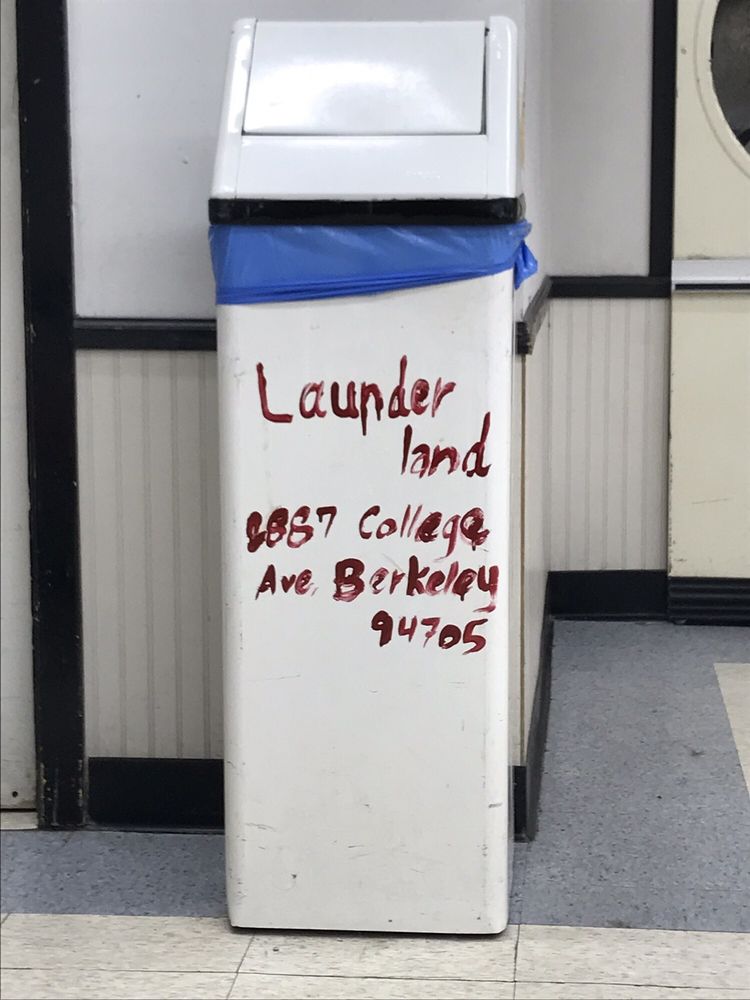 Launder
land
2887 College
Ave. Berkeley
94705